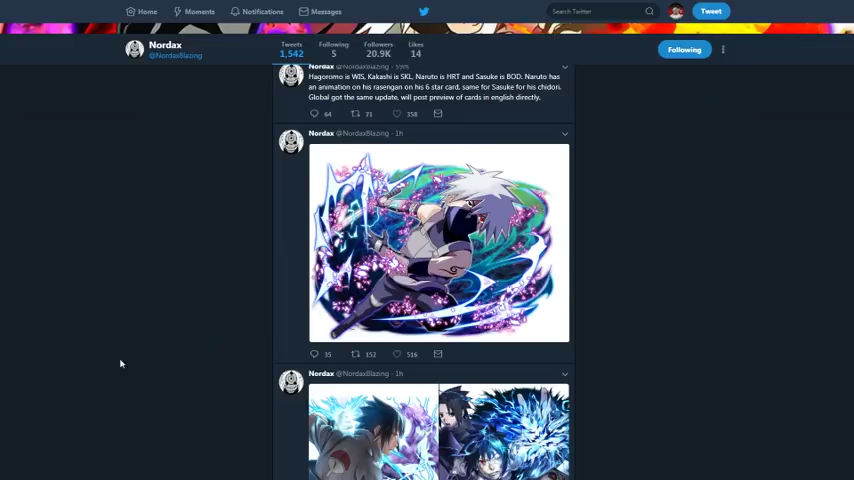 Home Moments Notifications Messages Search Twitter Tweet
Nordax
@NordaxBlazing
Tweets Following Followers Likes
1,542 5 20.9K 14
Following
Nordax @NordaxBlazing · 59m
Hagoromo is WIS, Kakashi is SKL, Naruto is HRT and Sasuke is BOD. Naruto has
an animation on his rasengan on his 6 star card, same for Sasuke for his chidori.
Global got the same update, will post preview of cards in english directly.
64 71 358
Nordax @NordaxBlazing · 1h
35 152 516
Nordax @NordaxBlazing · 1h